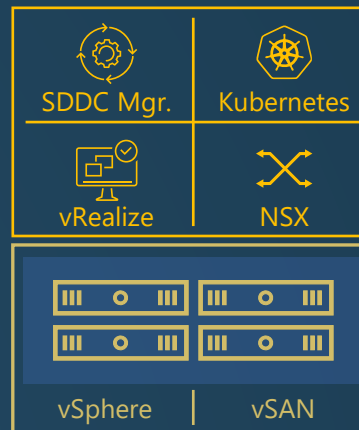 SDDC Mgr.
Kubernetes
vRealize
NSX
vSphere
vSAN